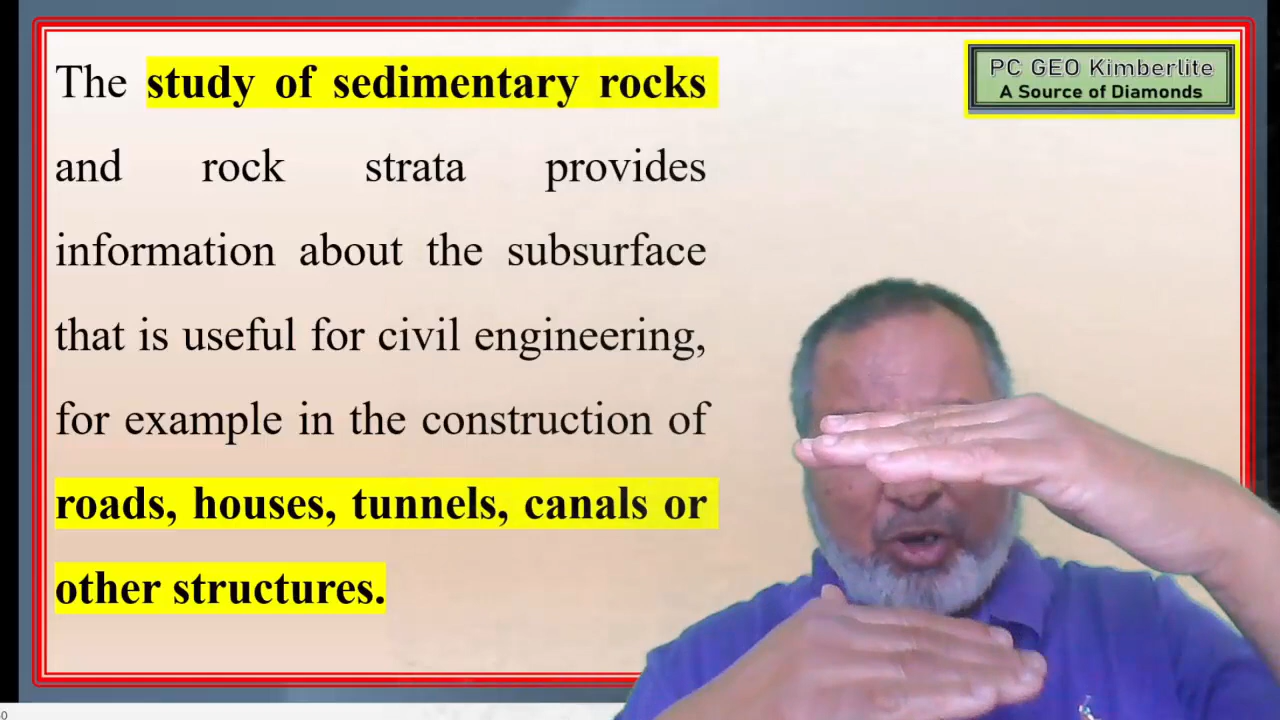 The study of sedimentary rocks
and rock strata provides
information about the subsurface
that is useful for civil engineering,
for example in the construction of
roads, houses, tunnels, canals or
other structures.
PC GEO Kimberlite
A Source of Diamonds